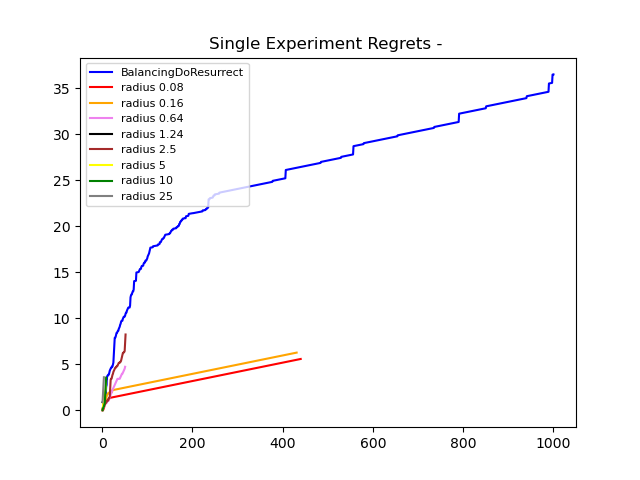 Single Experiment Regrets -
BalancingDoResurrect
radius 0.08
radius 0.16
radius 0.64
radius 1.24
radius 2.5
radius 5
radius 10
radius 25
35
30
25
20
15
10
5
0
0 200 400 600 800 1000